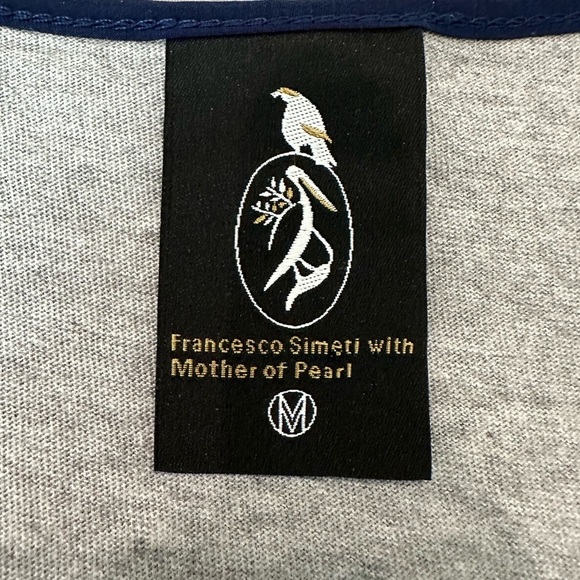 Francesco Simeti with
Mother of Pearl
M